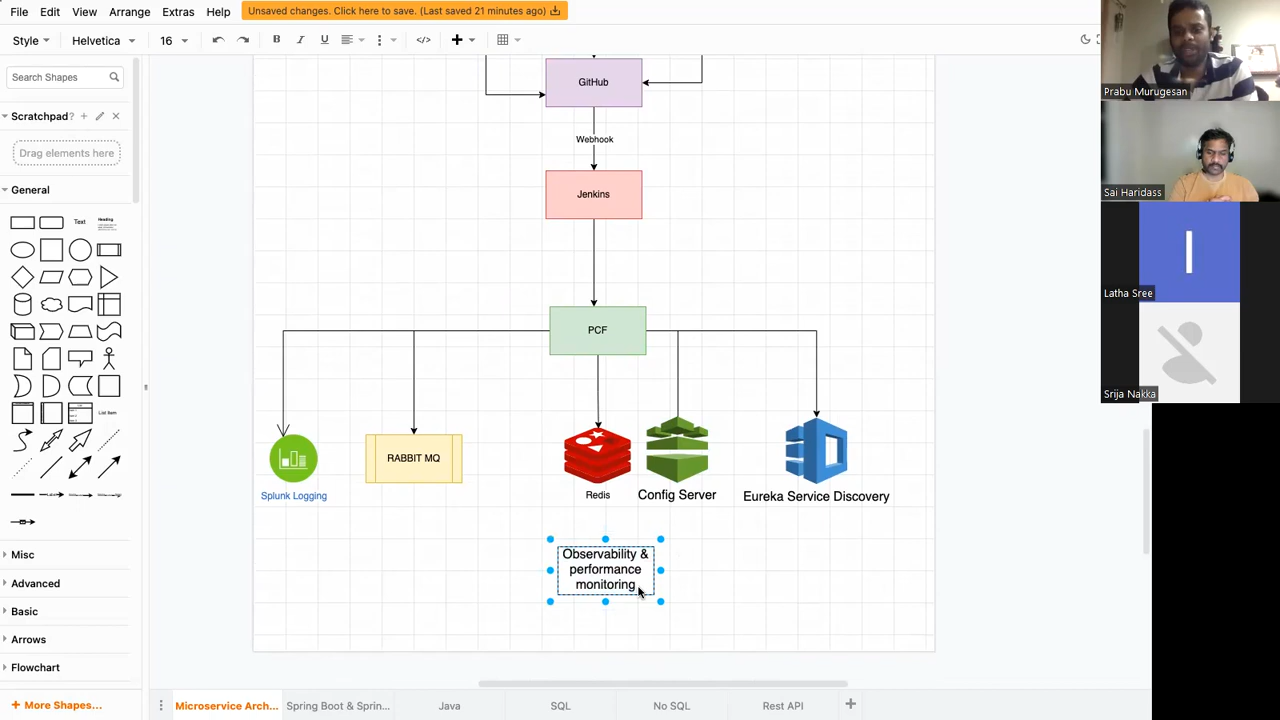 File Edit View Arrange Extras Help Unsaved changes. Click here to save. (Last saved 21 minutes ago)
Style Helvetica 16 B I U
Search Shapes
Scratchpad ?
Drag elements here
General
Text
Heading
List Item
Misc
Advanced
Basic
Arrows
Flowchart
+ More Shapes...
GitHub
Webhook
Jenkins
PCF
Splunk Logging
RABBIT MQ
Redis
Config Server
Eureka Service Discovery
Observability &
performance
monitoring
Microservice Arch... Spring Boot & Sprin... Java SQL No SQL Rest API
Prabu Murugesan
Sai Haridass
I
Latha Sree
Srija Nakka